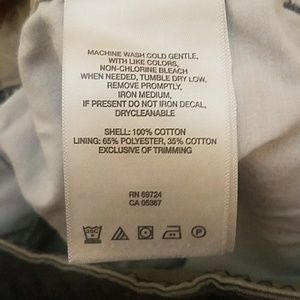 MACHINE WASH COLD GENTLE,
WITH LIKE COLORS,
NON-CHLORINE BLEACH
WHEN NEEDED, TUMBLE DRY LOW.
REMOVE PROMPTLY,
IRON MEDIUM,
IF PRESENT DO NOT IRON DECAL,
DRYCLEANABLE
SHELL: 100% COTTON
LINING: 65% POLYESTER, 35% COTTON
EXCLUSIVE OF TRIMMING
RN 69724
CA 05367